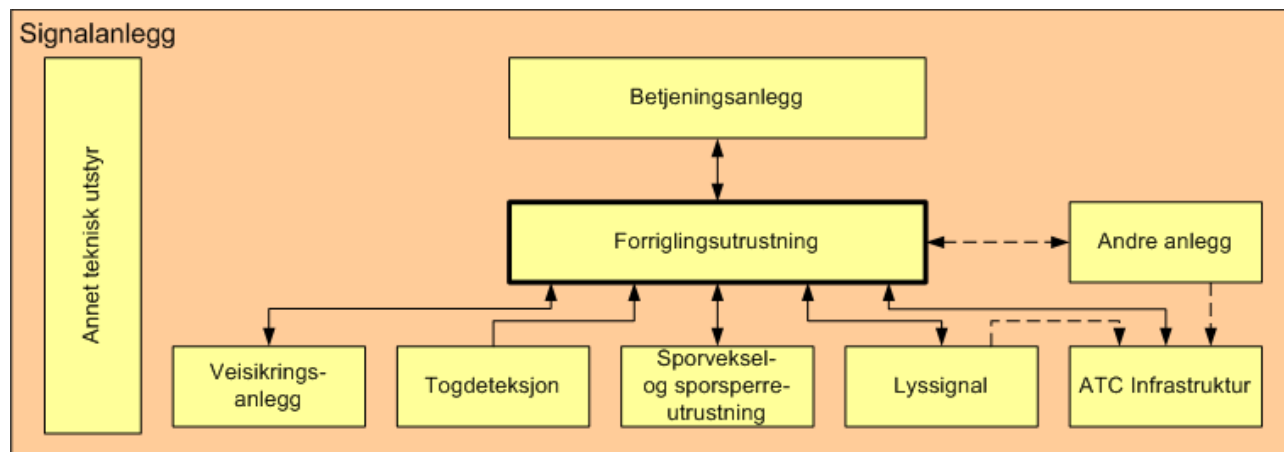 Signalanlegg
Annet teknisk utstyr
Betjeningsanlegg
Forriglingsutrustning
Andre anlegg
Veisikrings-
anlegg
Togdeteksjon
Sporveksel-
og sporsperre-
utrustning
Lyssignal
ATC Infrastruktur